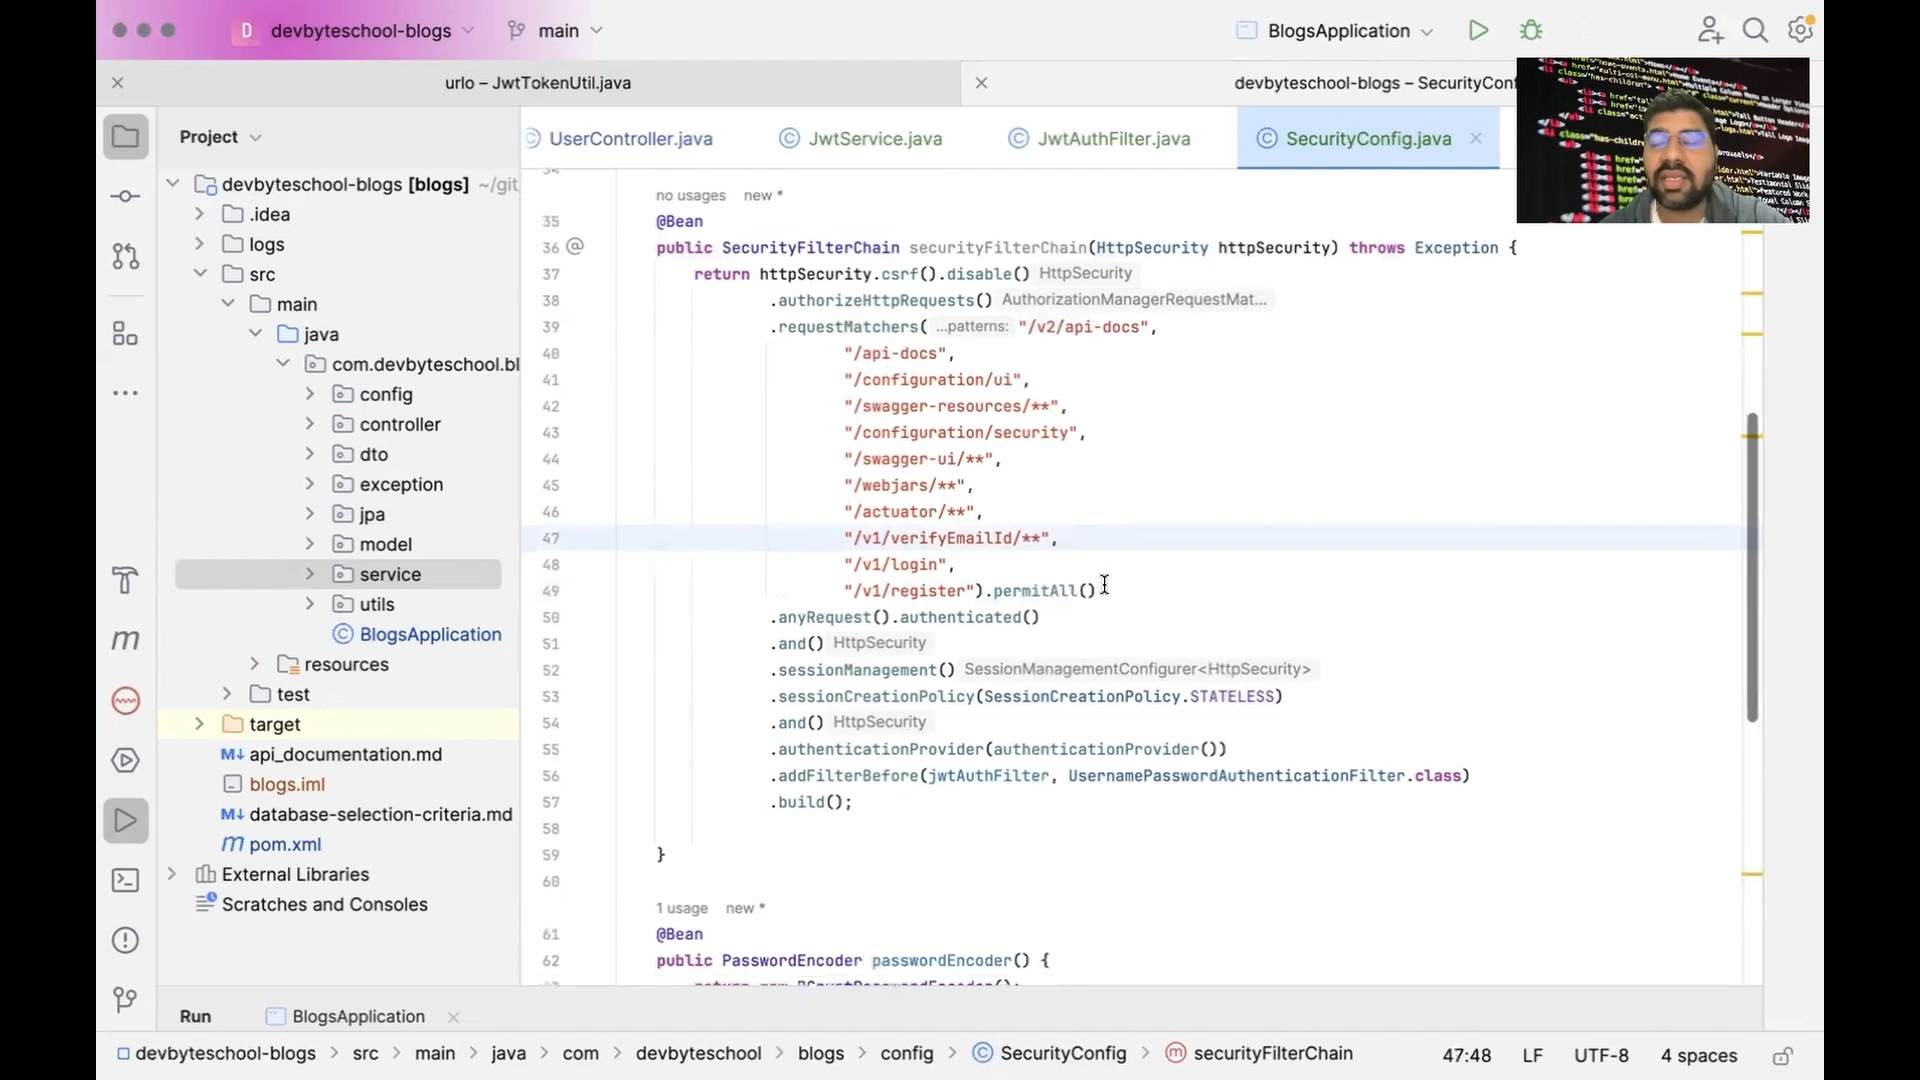 D devbyteschool-blogs main BlogsApplication
urlo – JwtTokenUtil.java
devbyteschool-blogs – SecurityConf
Project
UserController.java JwtService.java JwtAuthFilter.java SecurityConfig.java
devbyteschool-blogs [blogs] ~/git
.idea
logs
src
main
java
com.devbyteschool.bl
config
controller
dto
exception
jpa
model
service
utils
BlogsApplication
resources
test
target
api_documentation.md
blogs.iml
database-selection-criteria.md
pom.xml
External Libraries
Scratches and Consoles
no usages new *
35 @Bean
36 public SecurityFilterChain securityFilterChain(HttpSecurity httpSecurity) throws Exception {
37 return httpSecurity.csrf().disable() HttpSecurity
38 .authorizeHttpRequests() AuthorizationManagerRequestMat...
39 .requestMatchers( ...patterns: "/v2/api-docs",
40 "/api-docs",
41 "/configuration/ui",
42 "/swagger-resources/**",
43 "/configuration/security",
44 "/swagger-ui/**",
45 "/webjars/**",
46 "/actuator/**",
47 "/v1/verifyEmailId/**",
48 "/v1/login",
49 "/v1/register").permitAll()
50 .anyRequest().authenticated()
51 .and() HttpSecurity
52 .sessionManagement() SessionManagementConfigurer<HttpSecurity>
53 .sessionCreationPolicy(SessionCreationPolicy.STATELESS)
54 .and() HttpSecurity
55 .authenticationProvider(authenticationProvider())
56 .addFilterBefore(jwtAuthFilter, UsernamePasswordAuthenticationFilter.class)
57 .build();
58
59 }
60
1 usage new *
61 @Bean
62 public PasswordEncoder passwordEncoder() {
Run BlogsApplication
devbyteschool-blogs > src > main > java > com > devbyteschool > blogs > config > SecurityConfig > securityFilterChain 47:48 LF UTF-8 4 spaces